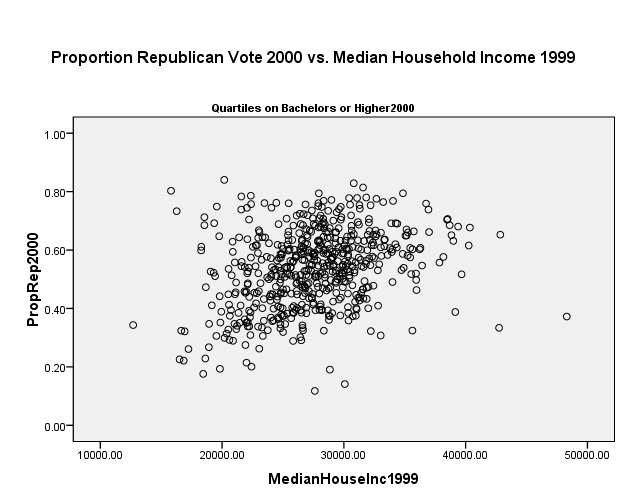 Proportion Republican Vote 2000 vs. Median Household Income 1999
Quartiles on Bachelors or Higher2000
PropRep2000
1.00
0.80
0.60
0.40
0.20
0.00
10000.00 20000.00 30000.00 40000.00 50000.00
MedianHouseInc1999